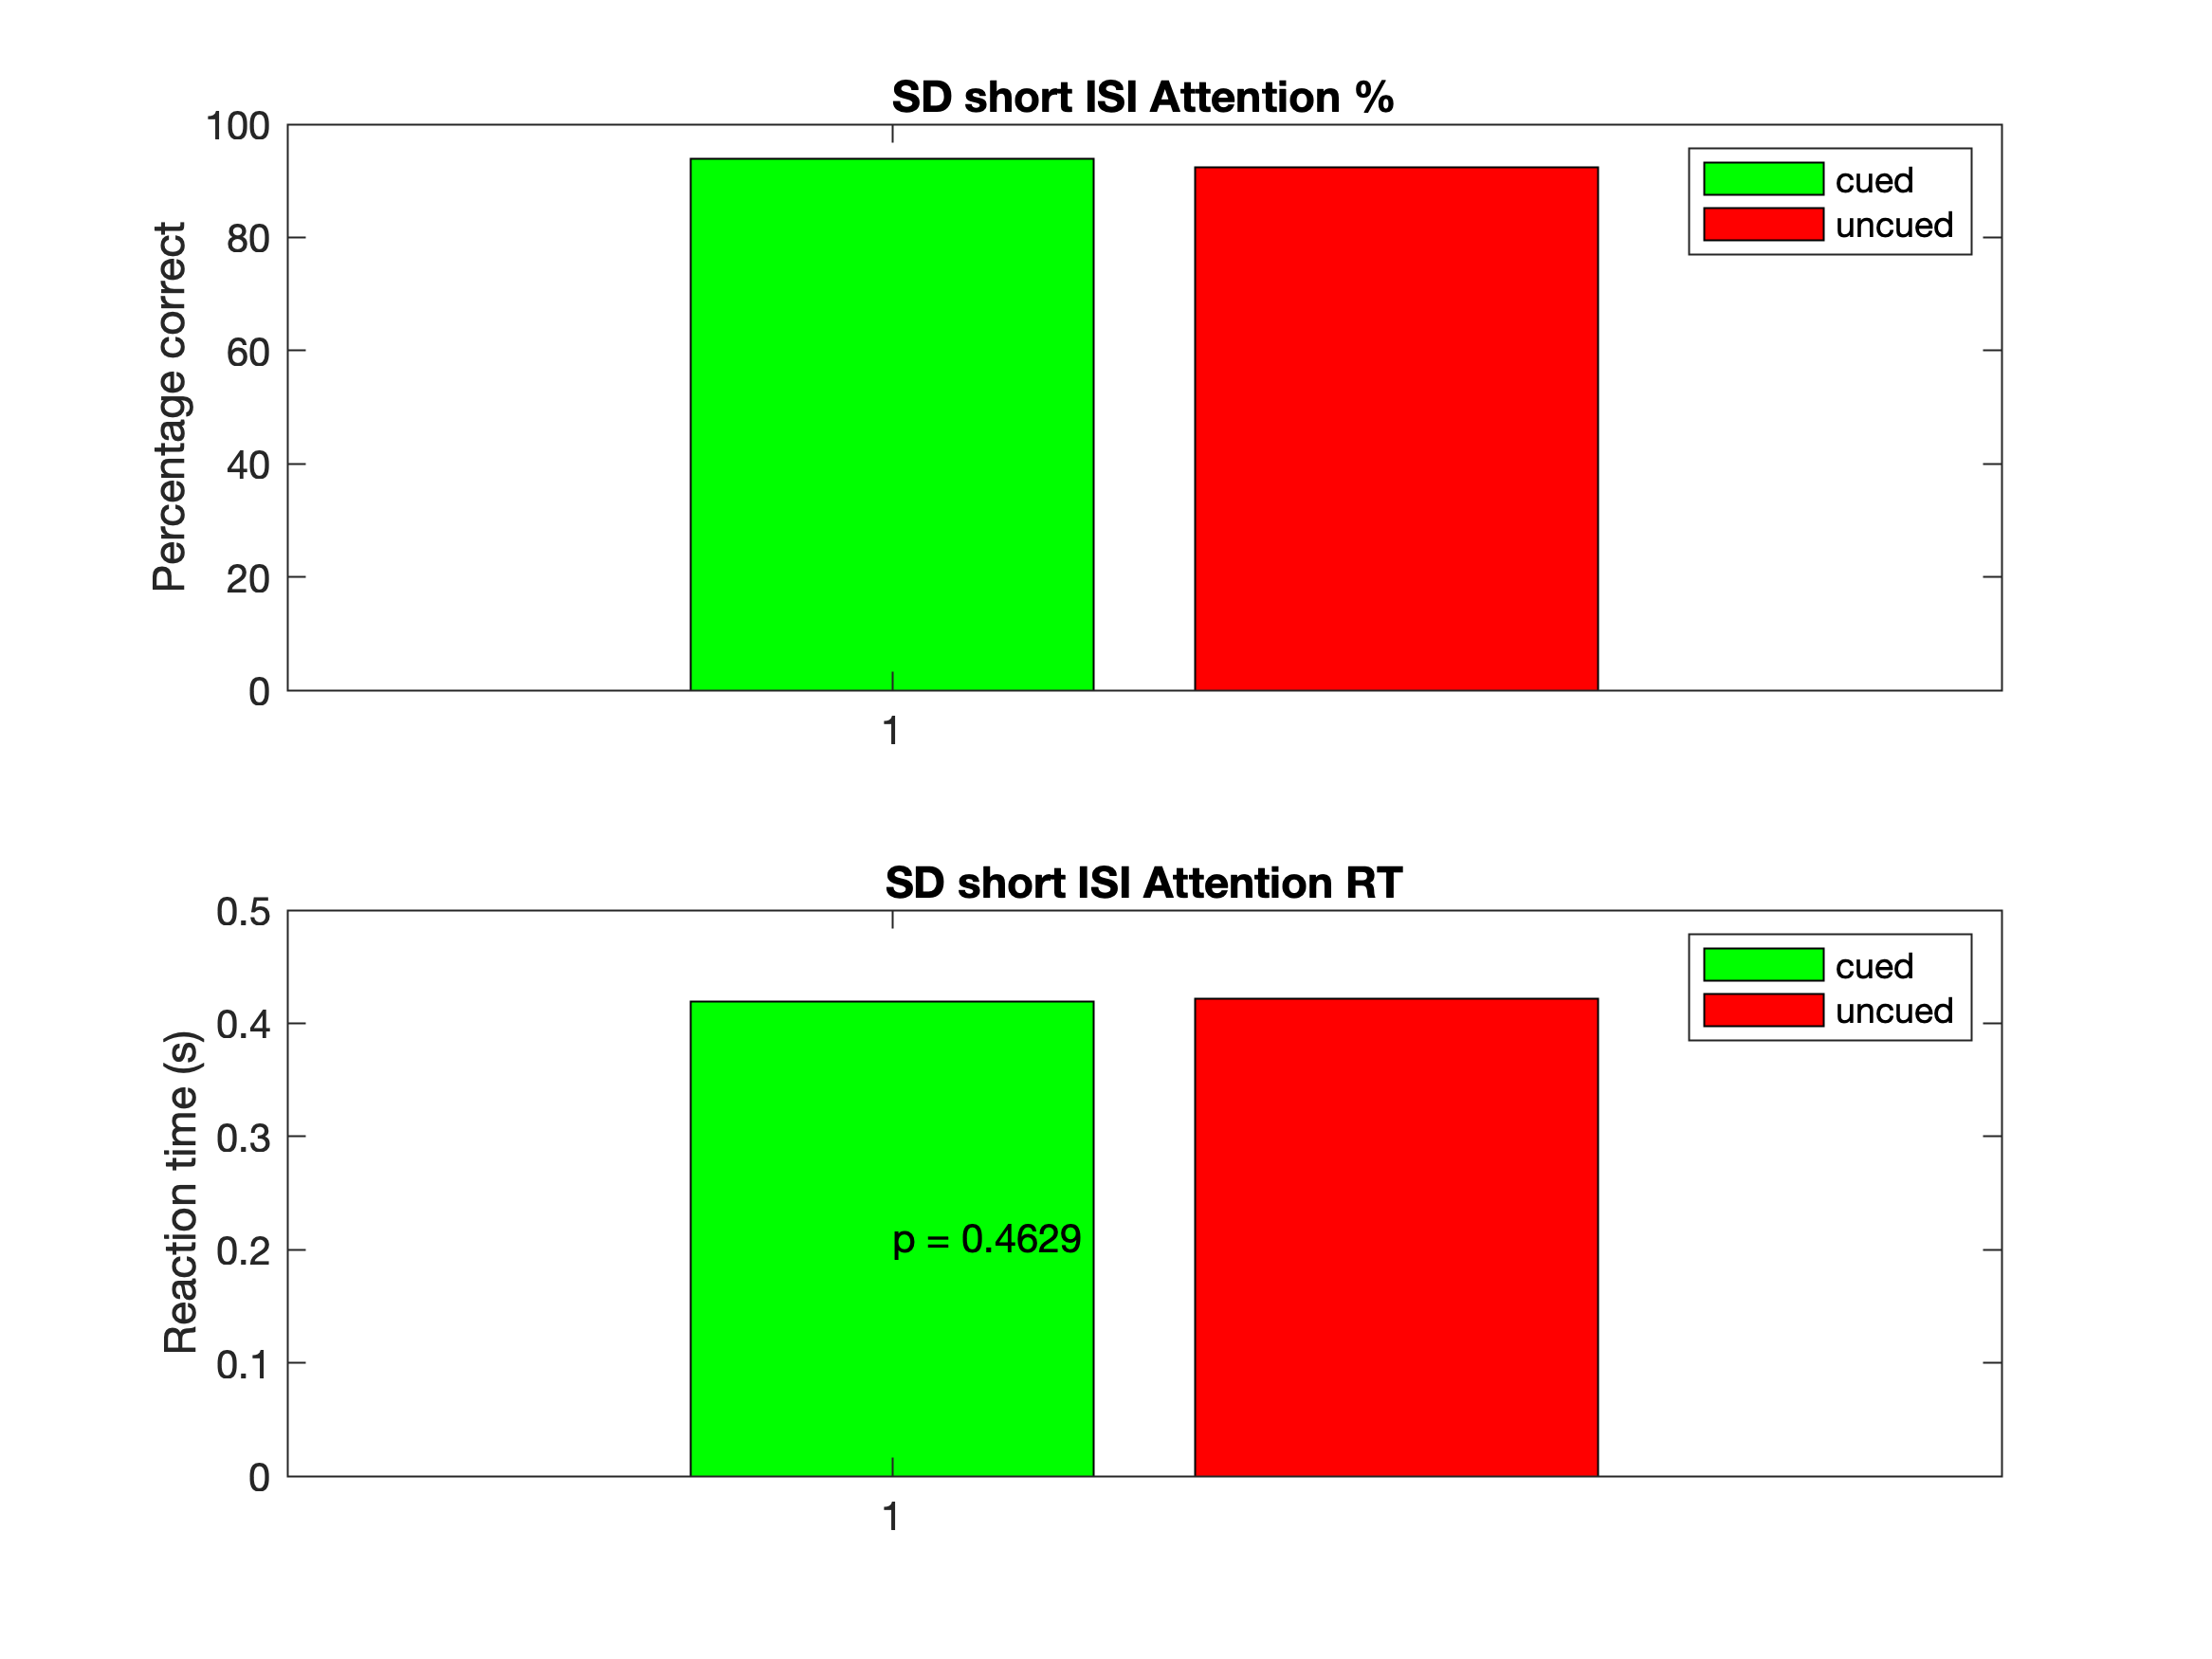 SD short ISI Attention %
Percentage correct
100
80
60
40
20
0
1
cued
uncued
SD short ISI Attention RT
Reaction time (s)
0.5
0.4
0.3
0.2
0.1
0
1
p = 0.4629
cued
uncued